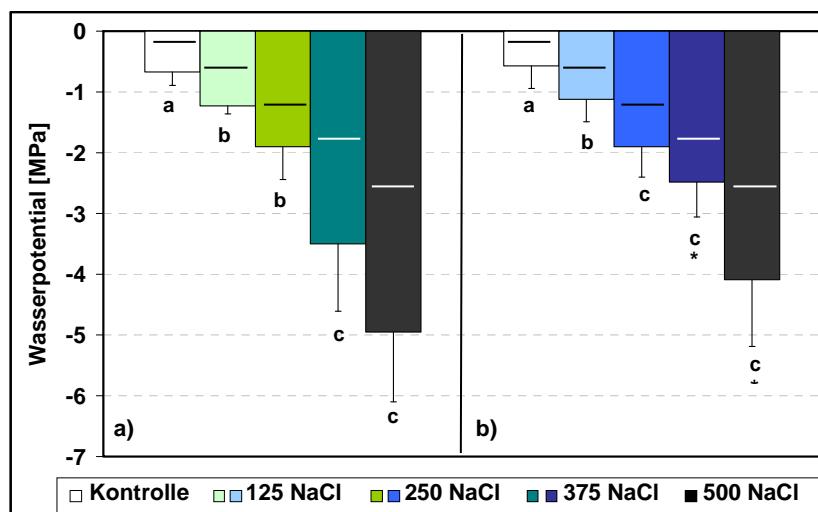 0
-1
-2
-3
-4
-5
-6
-7
Wasserpotential [MPa]
a
b
b
c
c
a)
a
b
c
c
*
c
*
b)
Kontrolle 125 NaCl 250 NaCl 375 NaCl 500 NaCl